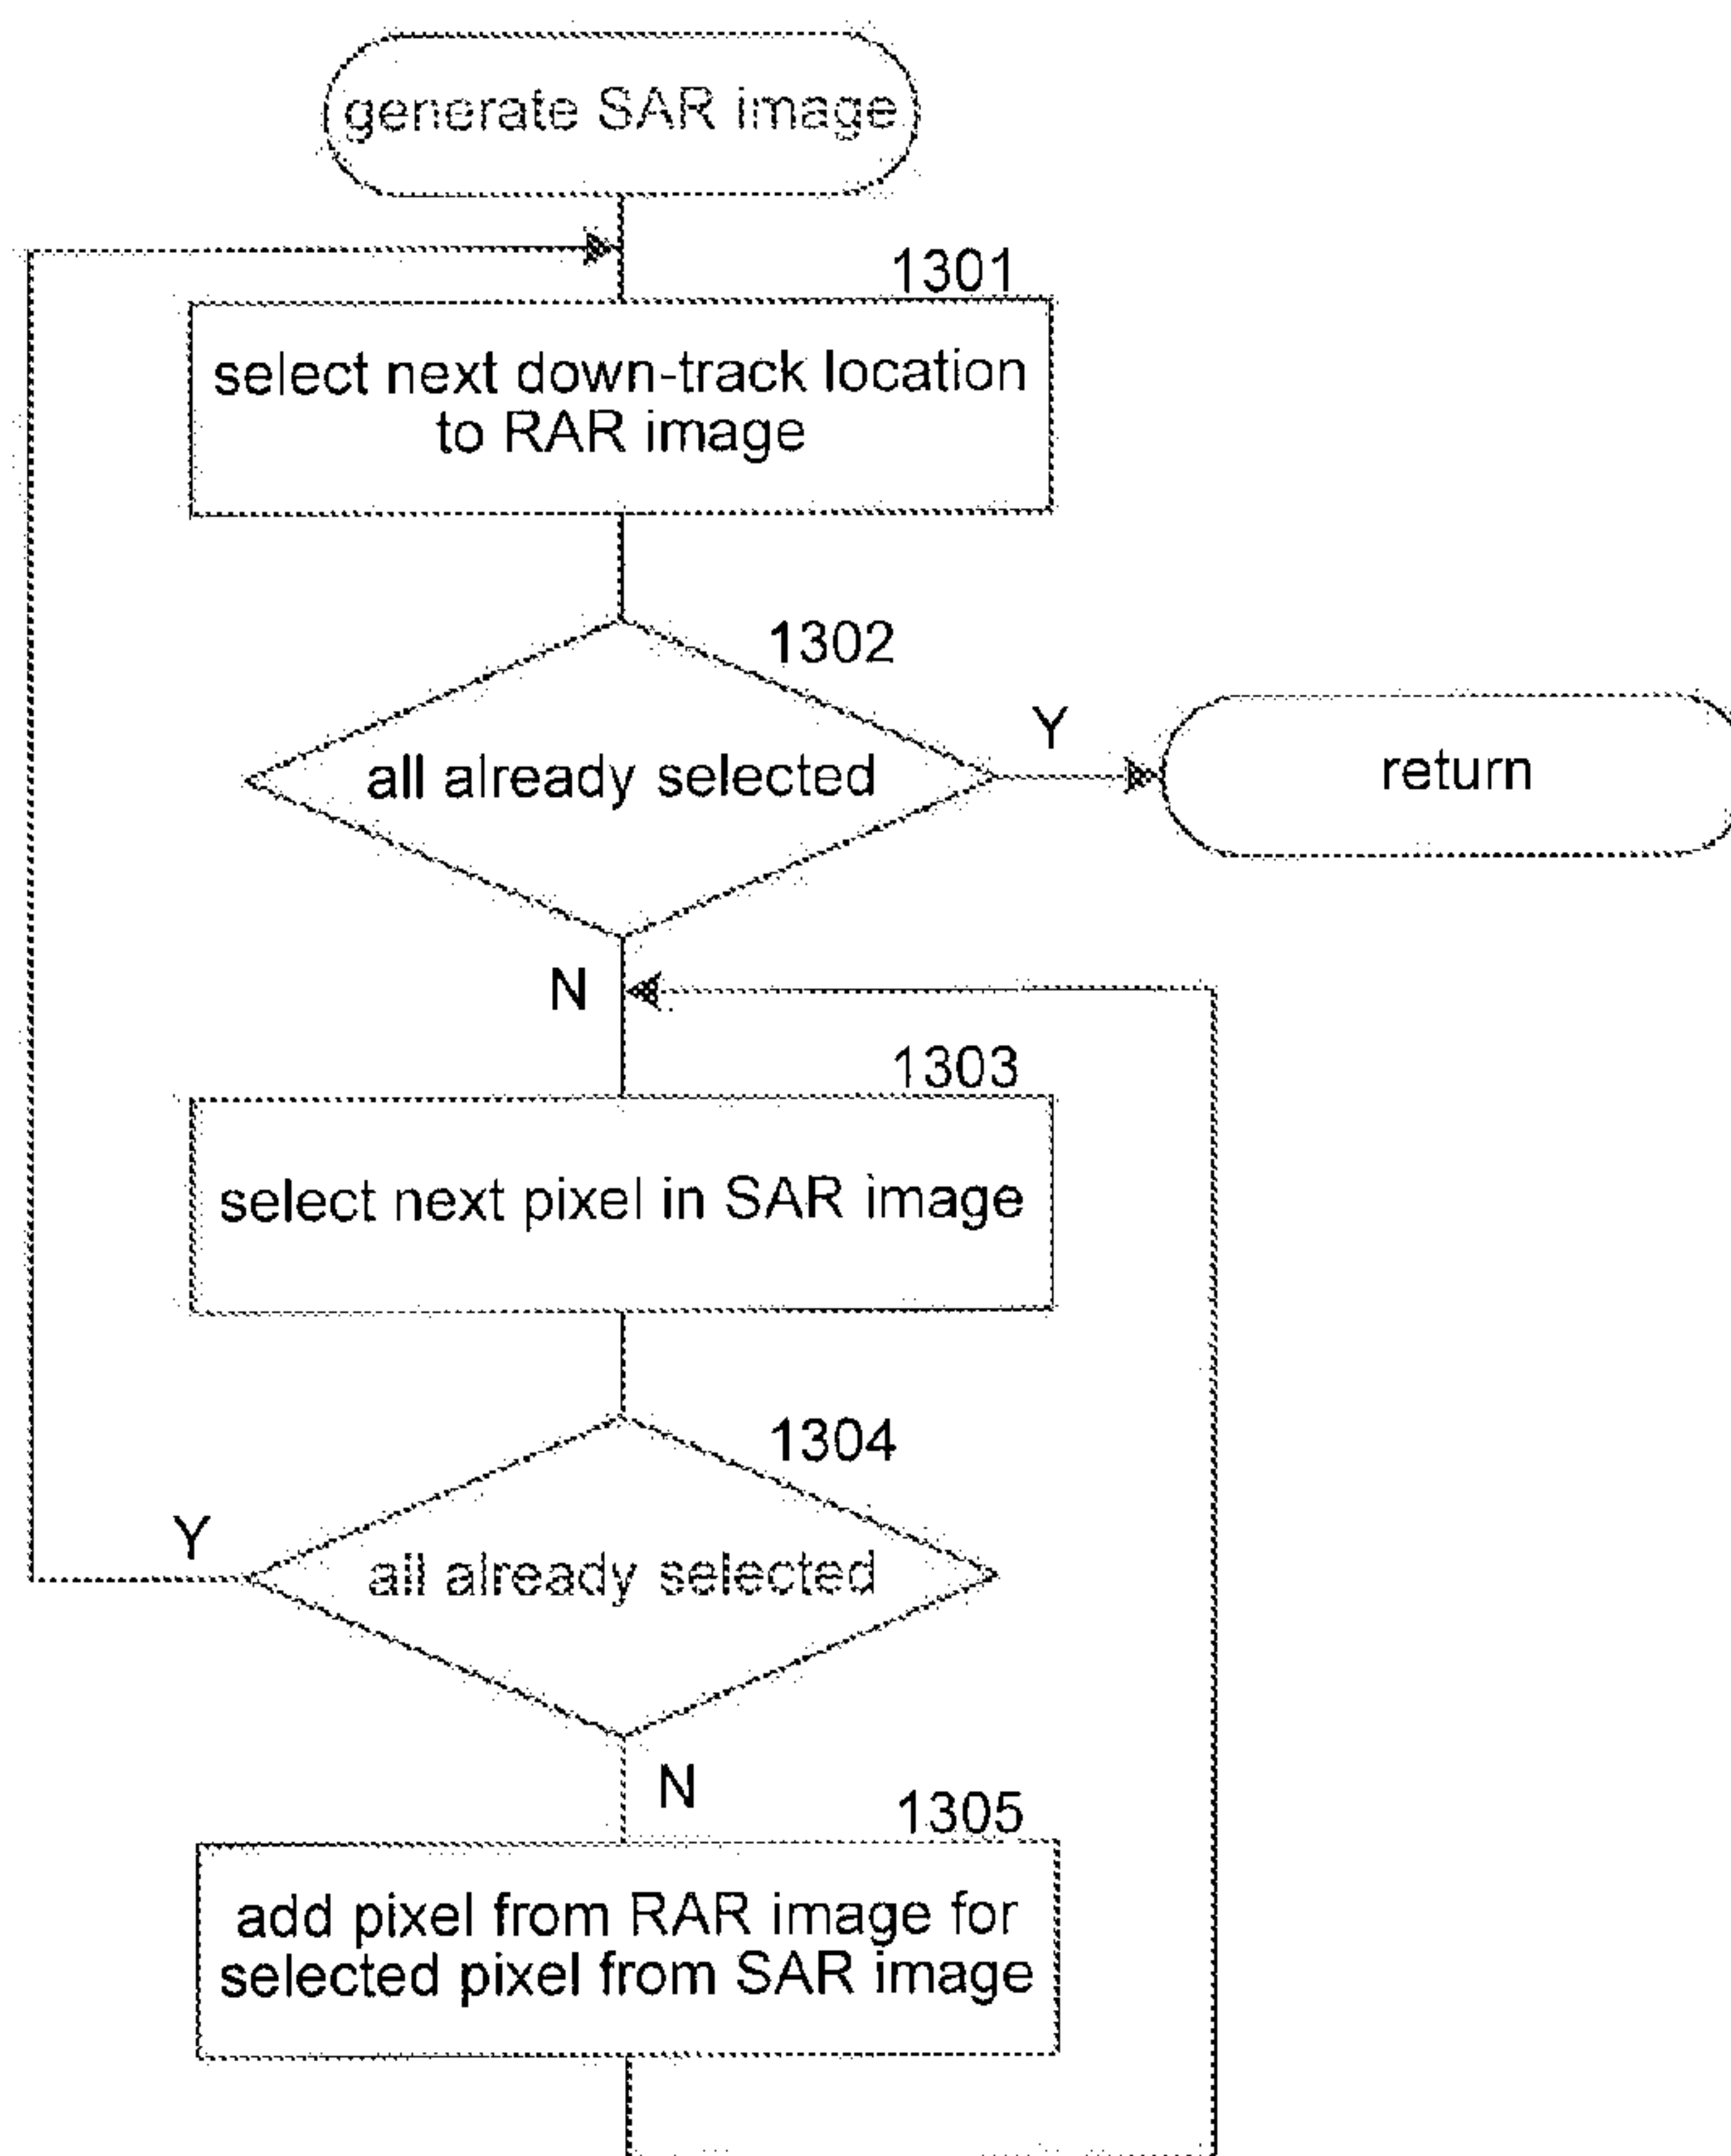 generate SAR image
1301
select next down-track location
to RAR image
1302
all already selected
Y
return
N
1303
select next pixel in SAR image
1304
Y
all already selected
N
1305
add pixel from RAR image for
selected pixel from SAR image